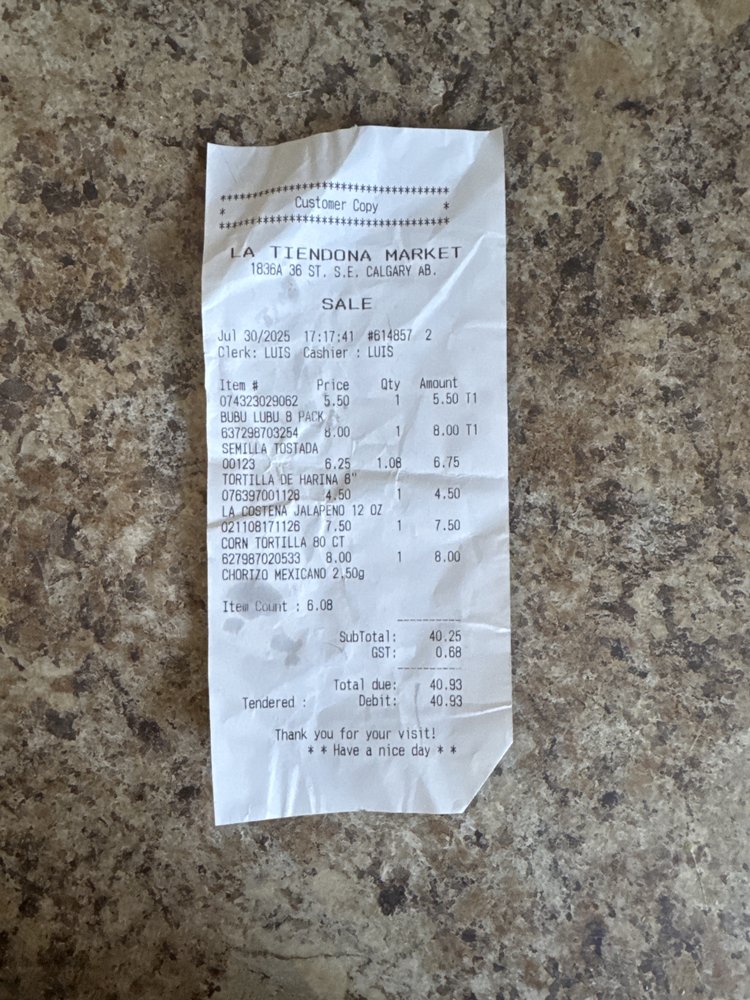 ***********************************
* Customer Copy *
***********************************
LA TIENDONA MARKET
1836A 36 ST. S.E. CALGARY AB.
SALE
Jul 30/2025 17:17:41 #614857 2
Clerk: LUIS Cashier : LUIS
Item # Price Qty Amount
074323029062 5.50 1 5.50 T1
BUBU LUBU 8 PACK
637298703254 8.00 1 8.00 T1
SEMILLA TOSTADA
00123 6.25 1.08 6.75
TORTILLA DE HARINA 8"
076397001128 4.50 1 4.50
LA COSTENA JALAPENO 12 OZ
021108171126 7.50 1 7.50
CORN TORTILLA 80 CT
627987020533 8.00 1 8.00
CHORIZO MEXICANO 2,50g
Item Count : 6.08
SubTotal: 40.25
GST: 0.68
Total due: 40.93
Tendered : Debit: 40.93
Thank you for your visit!
* * Have a nice day * *